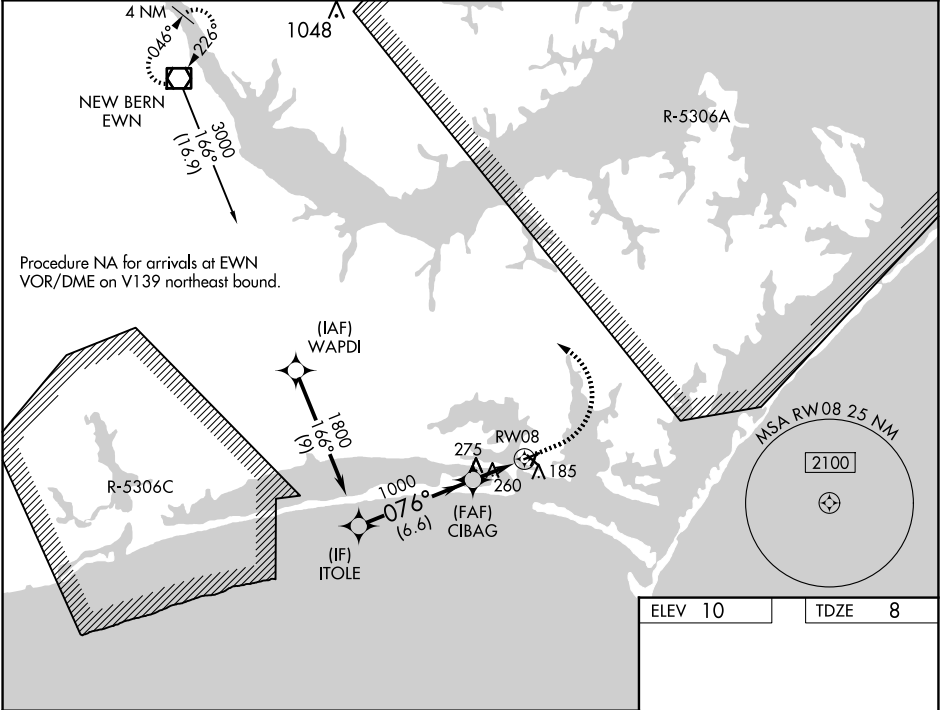 4 NM
046°
226°
1048
NEW BERN
EWN
3000
166°
(16.9)
R-5306A
Procedure NA for arrivals at EWN
VOR/DME on V139 northeast bound.
(IAF)
WAPDI
1800
166°
(9)
R-5306C
1000
076°
(6.6)
(IF)
ITOLE
275
260
(FAF)
CIBAG
RW08
185
MSA RW08 25 NM
2100
ELEV 10
TDZE 8